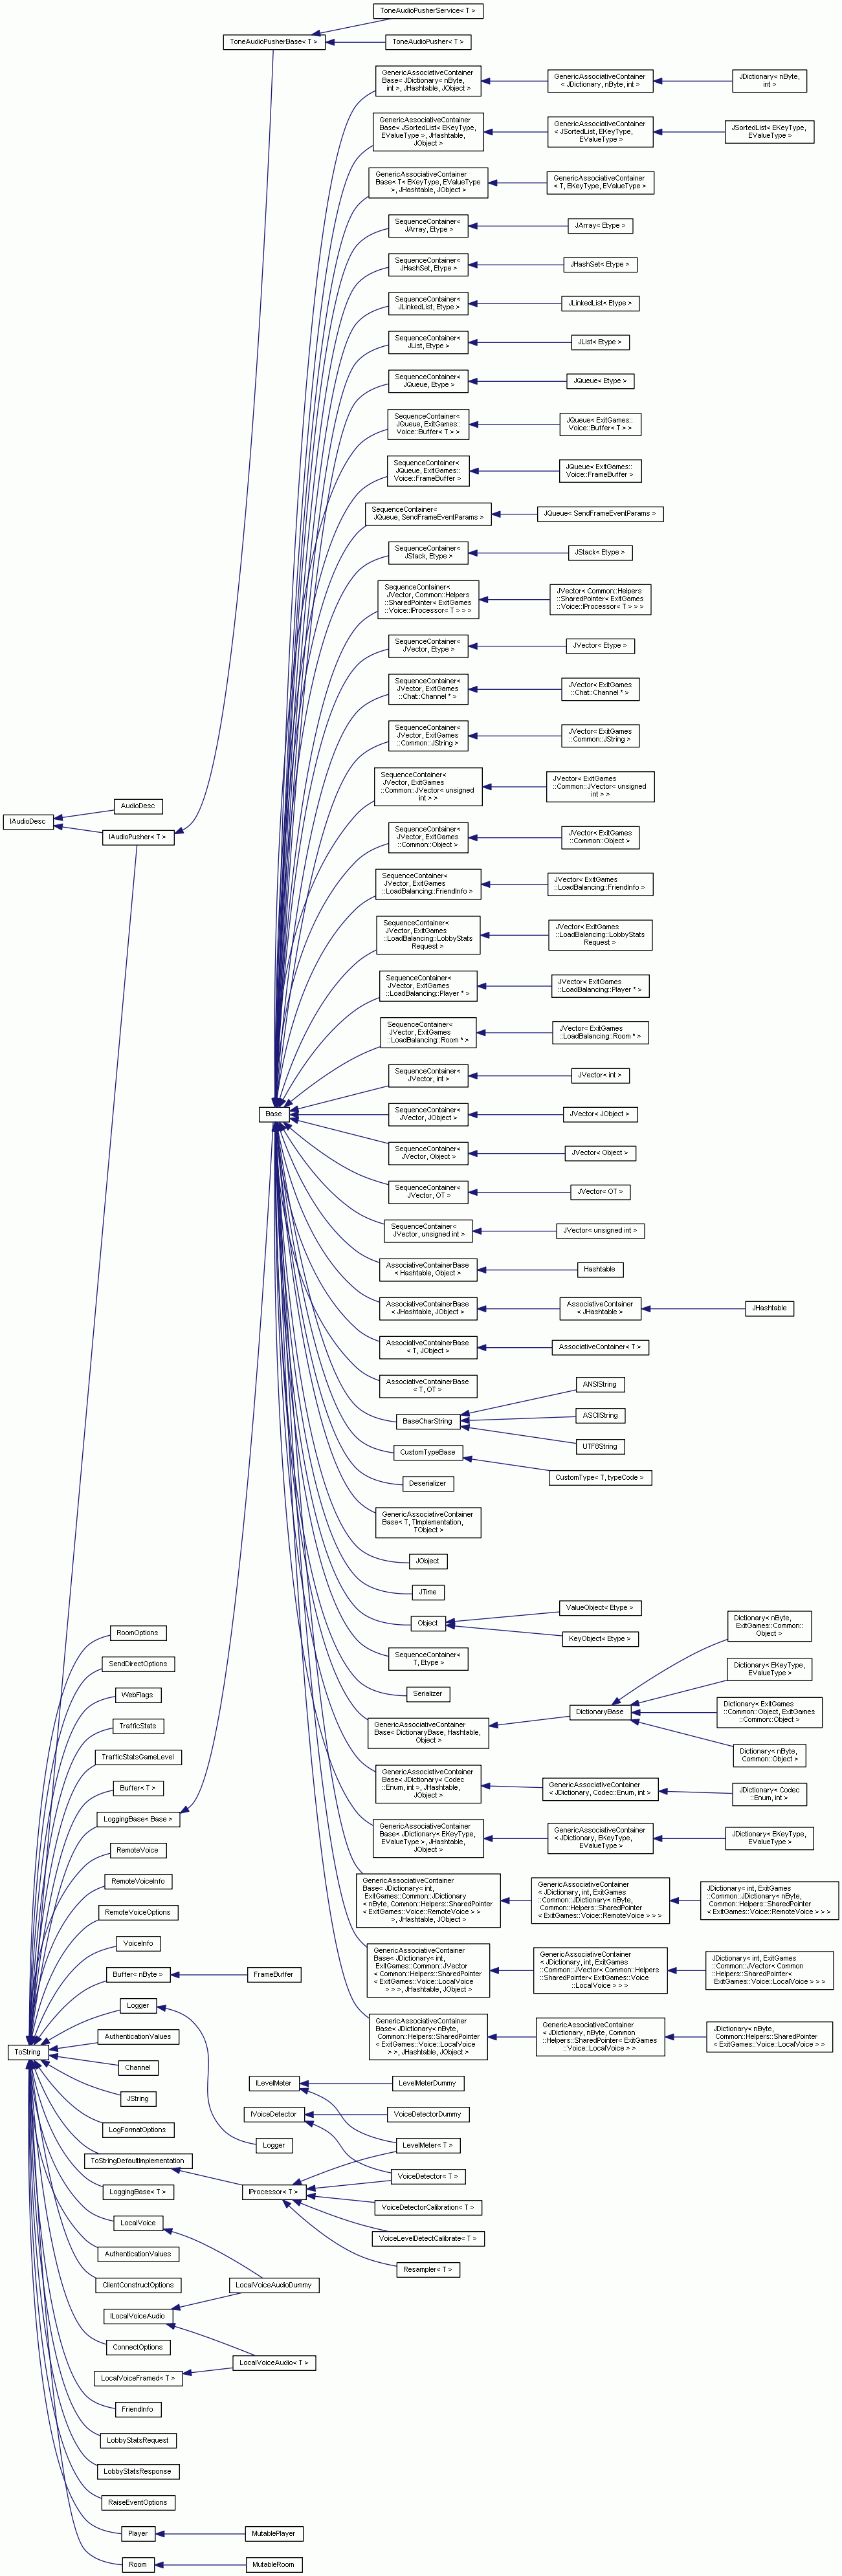 ToneAudioPusherService< T >
ToneAudioPusherBase< T >
ToneAudioPusher< T >
GenericAssociativeContainer
Base< JDictionary< nByte,
int >, JHashtable, JObject >
GenericAssociativeContainer
< JDictionary, nByte, int >
JDictionary< nByte,
int >
GenericAssociativeContainer
Base< JSortedList< EKeyType,
EValueType >, JHashtable,
JObject >
GenericAssociativeContainer
< JSortedList, EKeyType,
EValueType >
JSortedList< EKeyType,
EValueType >
GenericAssociativeContainer
Base< T< EKeyType, EValueType
>, JHashtable, JObject >
GenericAssociativeContainer
< T, EKeyType, EValueType >
SequenceContainer<
JArray, Etype >
JArray< Etype >
SequenceContainer<
JHashSet, Etype >
JHashSet< Etype >
SequenceContainer<
JLinkedList, Etype >
JLinkedList< Etype >
SequenceContainer<
JList, Etype >
JList< Etype >
SequenceContainer<
JQueue, Etype >
JQueue< Etype >
SequenceContainer<
JQueue, ExitGames::
Voice::Buffer< T > >
JQueue< ExitGames::
Voice::Buffer< T > >
SequenceContainer<
JQueue, ExitGames::
Voice::FrameBuffer >
JQueue< ExitGames::
Voice::FrameBuffer >
SequenceContainer<
JQueue, SendFrameEventParams >
JQueue< SendFrameEventParams >
SequenceContainer<
JStack, Etype >
JStack< Etype >
SequenceContainer<
JVector, Common::Helpers
::SharedPointer< ExitGames
::Voice::IProcessor< T > > >
JVector< Common::Helpers
::SharedPointer< ExitGames
::Voice::IProcessor< T > > >
SequenceContainer<
JVector, Etype >
JVector< Etype >
SequenceContainer<
JVector, ExitGames
::Chat::Channel * >
JVector< ExitGames
::Chat::Channel * >
SequenceContainer<
JVector, ExitGames
::Common::JString >
JVector< ExitGames
::Common::JString >
SequenceContainer<
JVector, ExitGames
::Common::JVector< unsigned
int > >
JVector< ExitGames
::Common::JVector< unsigned
int > >
AudioDesc
IAudioDesc
IAudioPusher< T >
SequenceContainer<
JVector, ExitGames
::Common::Object >
JVector< ExitGames
::Common::Object >
SequenceContainer<
JVector, ExitGames
::LoadBalancing::FriendInfo >
JVector< ExitGames
::LoadBalancing::FriendInfo >
SequenceContainer<
JVector, ExitGames
::LoadBalancing::LobbyStats
Request >
JVector< ExitGames
::LoadBalancing::LobbyStats
Request >
SequenceContainer<
JVector, ExitGames
::LoadBalancing::Player * >
JVector< ExitGames
::LoadBalancing::Player * >
SequenceContainer<
JVector, ExitGames
::LoadBalancing::Room * >
JVector< ExitGames
::LoadBalancing::Room * >
SequenceContainer<
JVector, int >
JVector< int >
Base
SequenceContainer<
JVector, JObject >
JVector< JObject >
SequenceContainer<
JVector, Object >
JVector< Object >
SequenceContainer<
JVector, OT >
JVector< OT >
SequenceContainer<
JVector, unsigned int >
JVector< unsigned int >
AssociativeContainerBase
< Hashtable, Object >
Hashtable
AssociativeContainerBase
< JHashtable, JObject >
AssociativeContainer
< JHashtable >
JHashtable
AssociativeContainerBase
< T, JObject >
AssociativeContainer< T >
AssociativeContainerBase
< T, OT >
ANSIString
BaseCharString
ASCIIString
UTF8String
CustomTypeBase
CustomType< T, typeCode >
Deserializer
GenericAssociativeContainer
Base< T, TImplementation,
TObject >
JObject
JTime
ValueObject< Etype >
Object
KeyObject< Etype >
SequenceContainer<
T, Etype >
Serializer
Dictionary< nByte,
ExitGames::Common::
Object >
Dictionary< EKeyType,
EValueType >
GenericAssociativeContainer
Base< DictionaryBase, Hashtable,
Object >
DictionaryBase
Dictionary< ExitGames
::Common::Object, ExitGames
::Common::Object >
Dictionary< nByte,
Common::Object >
GenericAssociativeContainer
Base< JDictionary< Codec
::Enum, int >, JHashtable,
JObject >
GenericAssociativeContainer
< JDictionary, Codec::Enum, int >
JDictionary< Codec
::Enum, int >
GenericAssociativeContainer
Base< JDictionary< EKeyType,
EValueType >, JHashtable,
JObject >
GenericAssociativeContainer
< JDictionary, EKeyType,
EValueType >
JDictionary< EKeyType,
EValueType >
GenericAssociativeContainer
Base< JDictionary< int,
ExitGames::Common::JDictionary
< nByte, Common::Helpers::SharedPointer
< ExitGames::Voice::RemoteVoice > >
>, JHashtable, JObject >
GenericAssociativeContainer
< JDictionary, int, ExitGames
::Common::JDictionary< nByte,
Common::Helpers::SharedPointer
< ExitGames::Voice::RemoteVoice > > >
JDictionary< int, ExitGames
::Common::JDictionary< nByte,
Common::Helpers::SharedPointer
< ExitGames::Voice::RemoteVoice > > >
GenericAssociativeContainer
Base< JDictionary< int,
ExitGames::Common::JVector
< Common::Helpers::SharedPointer
< ExitGames::Voice::LocalVoice
> > >, JHashtable, JObject >
GenericAssociativeContainer
< JDictionary, int, ExitGames
::Common::JVector< Common::Helpers
::SharedPointer< ExitGames::Voice
::LocalVoice > > >
JDictionary< int, ExitGames
::Common::JVector< Common
::Helpers::SharedPointer<
ExitGames::Voice::LocalVoice > > >
GenericAssociativeContainer
Base< JDictionary< nByte,
Common::Helpers::SharedPointer
< ExitGames::Voice::LocalVoice
> >, JHashtable, JObject >
GenericAssociativeContainer
< JDictionary, nByte, Common
::Helpers::SharedPointer< ExitGames
::Voice::LocalVoice > >
JDictionary< nByte,
Common::Helpers::SharedPointer
< ExitGames::Voice::LocalVoice > >
RoomOptions
SendDirectOptions
WebFlags
TrafficStats
TrafficStatsGameLevel
Buffer< T >
LoggingBase< Base >
RemoteVoice
RemoteVoiceInfo
RemoteVoiceOptions
VoiceInfo
Buffer< nByte >
FrameBuffer
Logger
AuthenticationValues
ToString
Channel
JString
LogFormatOptions
Logger
ToStringDefaultImplementation
LoggingBase< T >
LocalVoice
AuthenticationValues
ClientConstructOptions
ILocalVoiceAudio
ConnectOptions
LocalVoiceFramed< T >
FriendInfo
LobbyStatsRequest
LobbyStatsResponse
RaiseEventOptions
Player
MutablePlayer
Room
MutableRoom
ILevelMeter
LevelMeterDummy
IVoiceDetector
VoiceDetectorDummy
LevelMeter< T >
VoiceDetector< T >
IProcessor< T >
VoiceDetectorCalibration< T >
VoiceLevelDetectCalibrate< T >
Resampler< T >
LocalVoiceAudioDummy
LocalVoiceAudio< T >